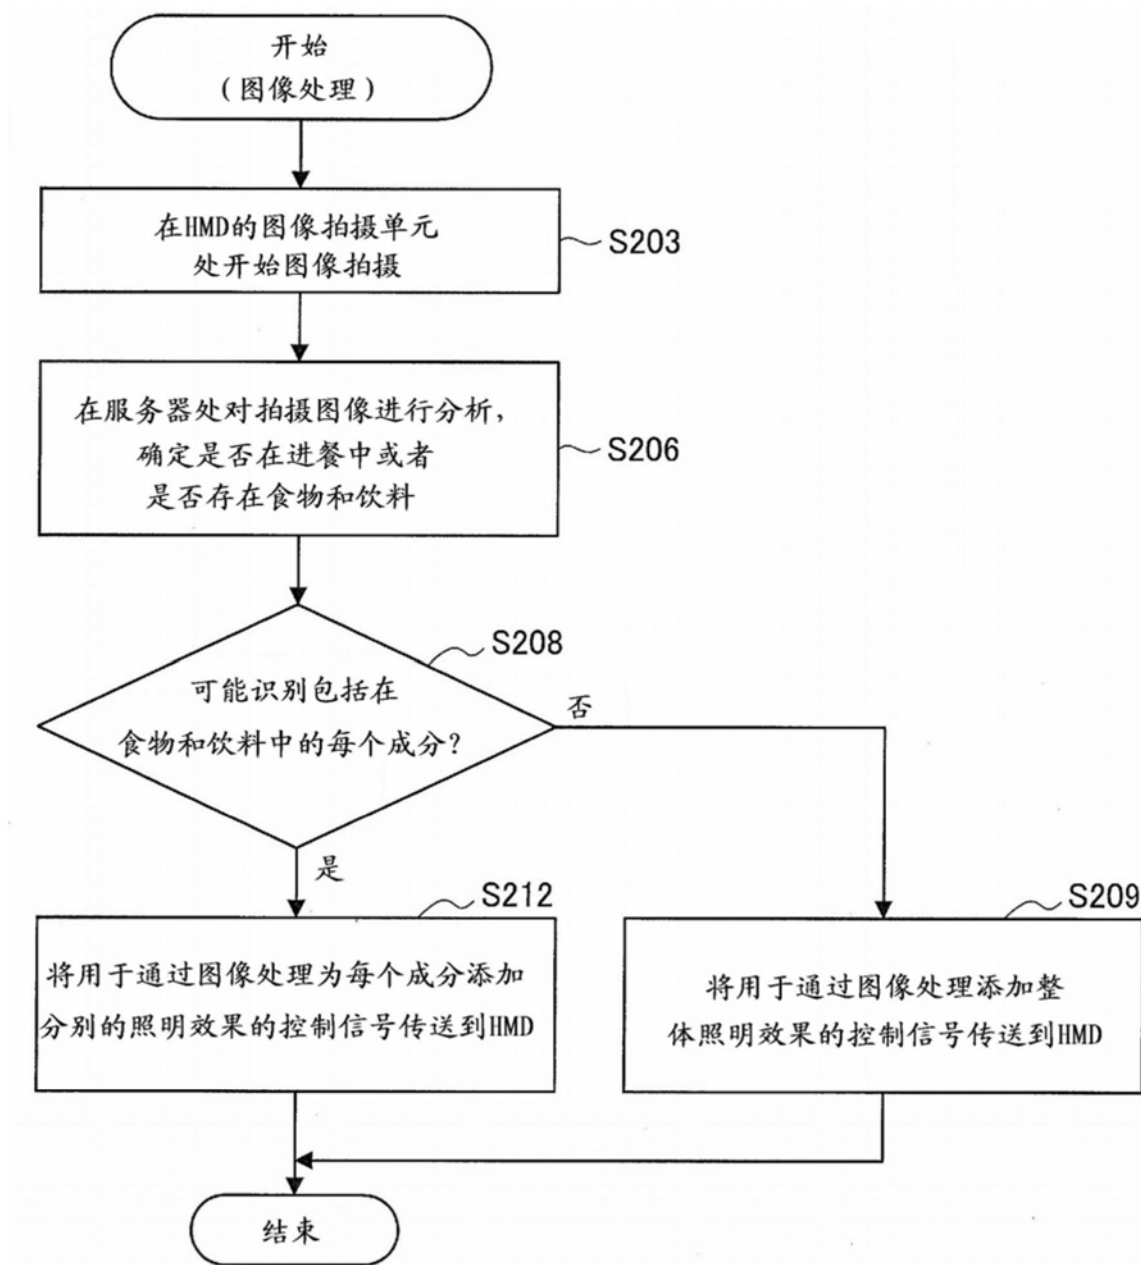 开始
(图像处理)
在HMD的图像拍摄单元
处开始图像拍摄
S203
在服务器处对拍摄图像进行分析，
确定是否在进餐中或者
是否存在食物和饮料
S206
S208
可能识别包括在
食物和饮料中的每个成分？
否
是
S212
将用于通过图像处理为每个成分添加
分别的照明效果的控制信号传送到HMD
S209
将用于通过图像处理添加整
体照明效果的控制信号传送到HMD
结束